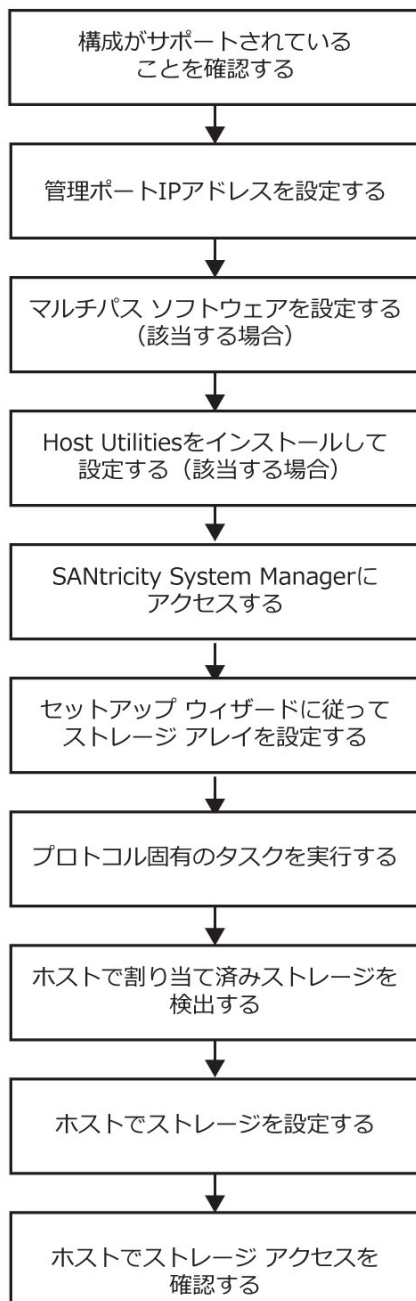 構成がサポートされている
ことを確認する
管理ポートIPアドレスを設定する
マルチパス ソフトウェアを設定する
（該当する場合）
Host Utilitiesをインストールして
設定する（該当する場合）
SANtricity System Managerに
アクセスする
セットアップ ウィザードに従って
ストレージ アレイを設定する
プロトコル固有のタスクを実行する
ホストで割り当て済みストレージを
検出する
ホストでストレージを設定する
ホストでストレージ アクセスを
確認する